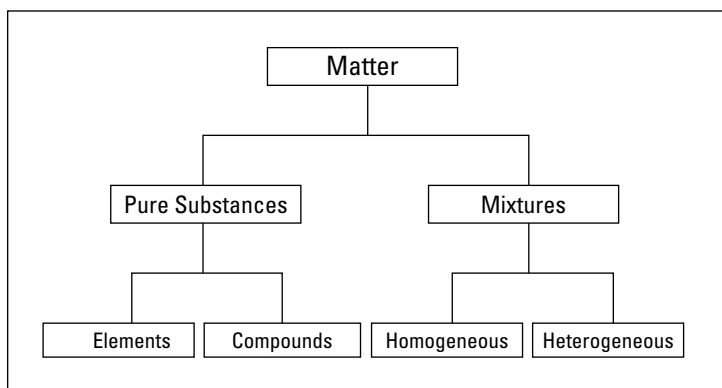 Matter
Pure Substances
Mixtures
Elements
Compounds
Homogeneous
Heterogeneous